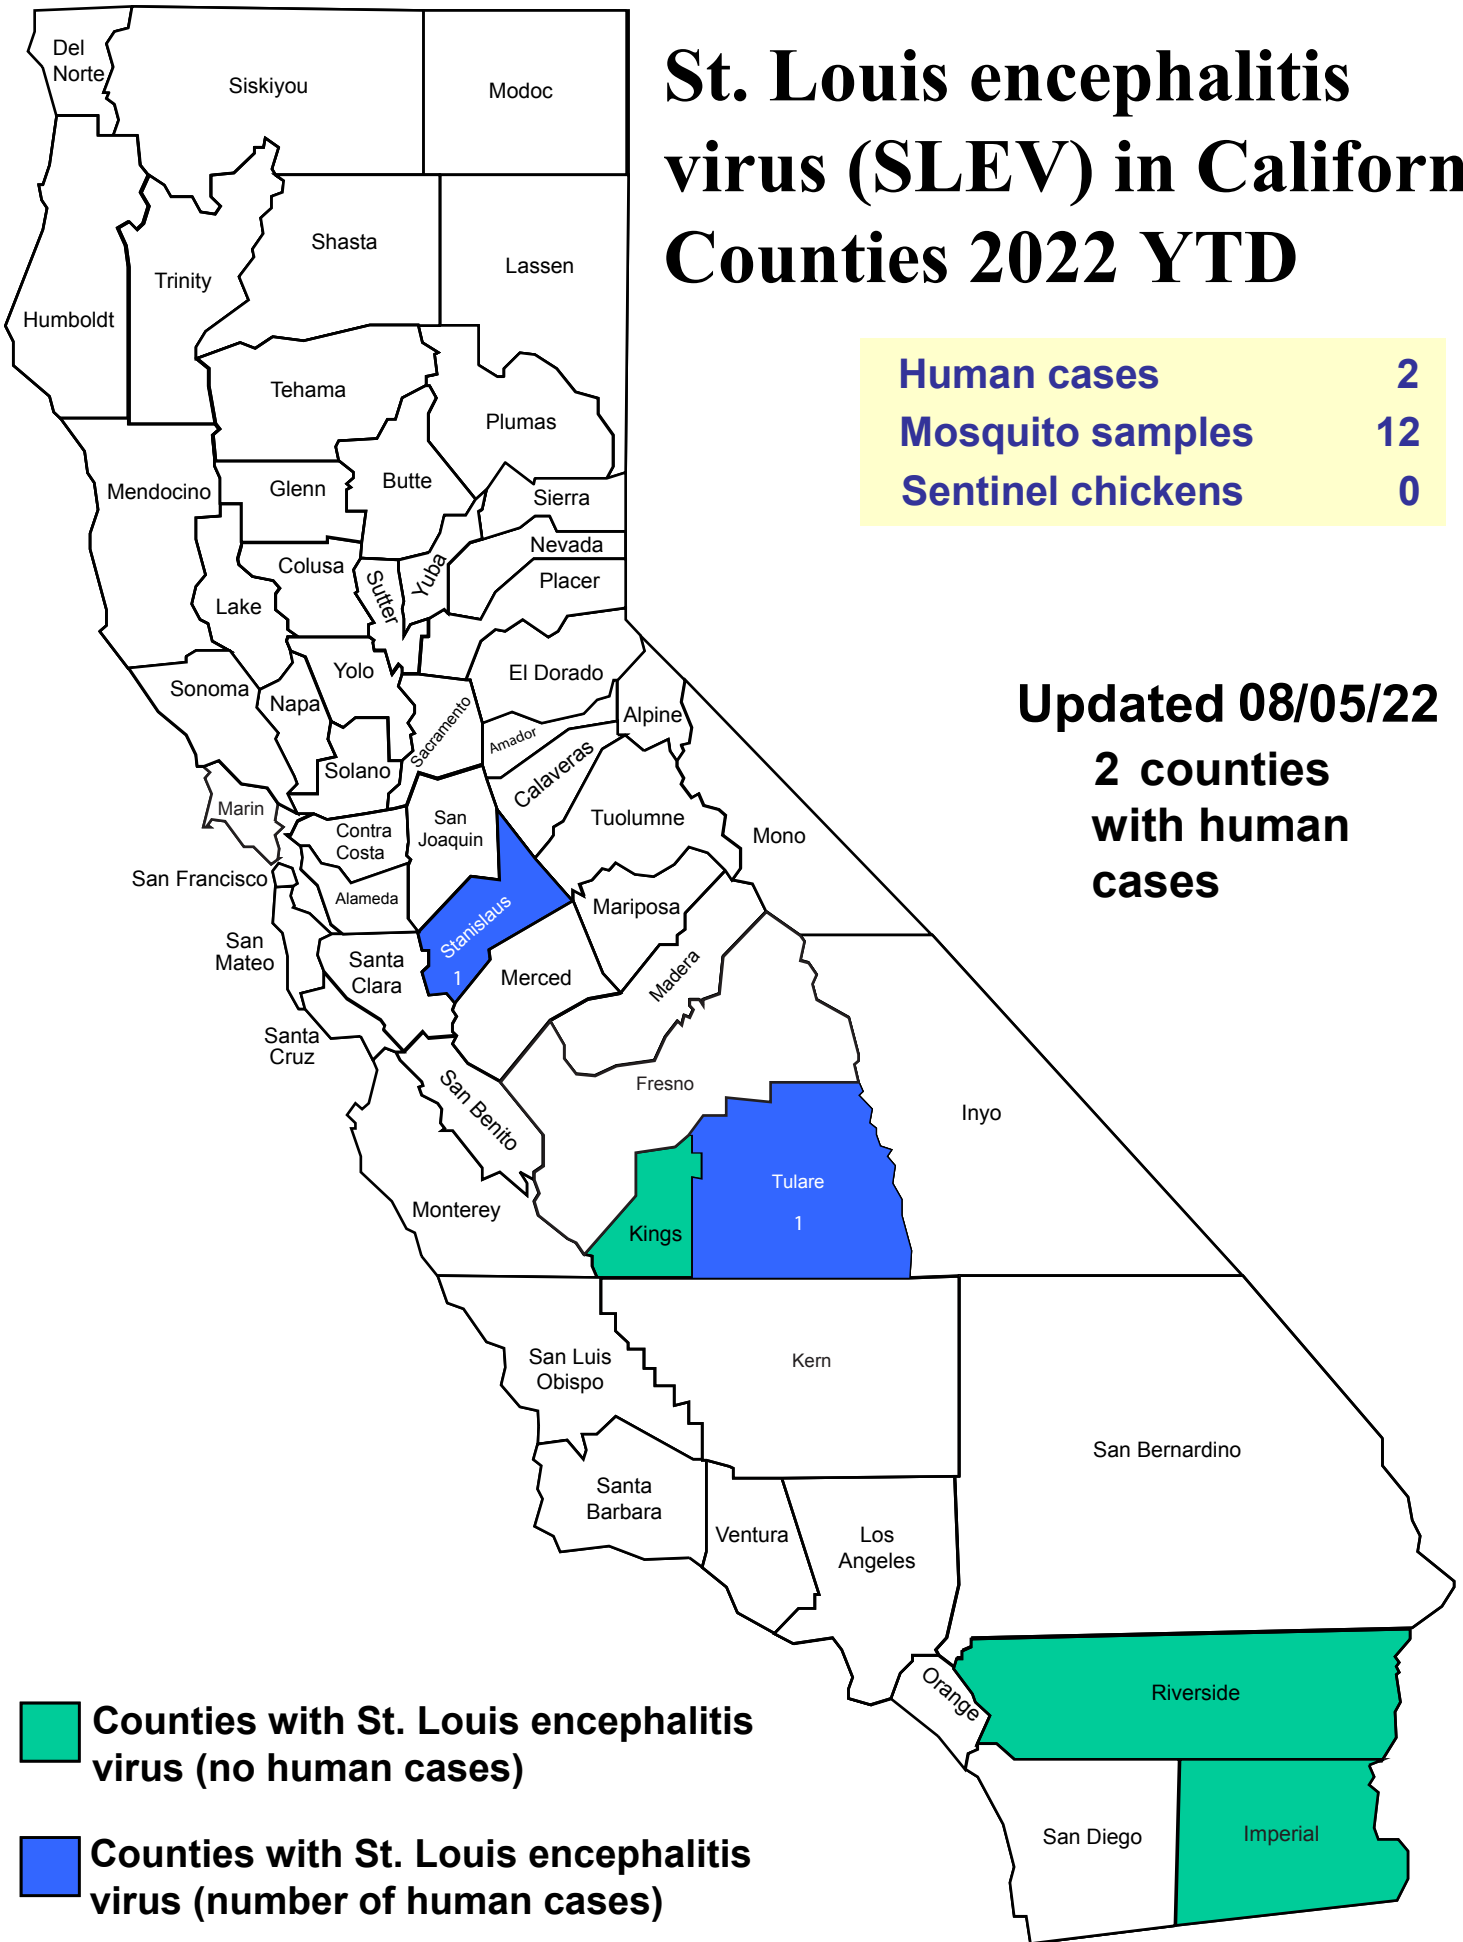 St. Louis encephalitis
virus (SLEV) in Californ
Counties 2022 YTD
Human cases 2
Mosquito samples 12
Sentinel chickens 0
Updated 08/05/22
2 counties
with human
cases
Del
Norte
Siskiyou
Modoc
Shasta
Lassen
Trinity
Humboldt
Tehama
Plumas
Butte
Mendocino
Glenn
Sierra
Nevada
Colusa
Sutter
Yuba
Placer
Lake
Yolo
El Dorado
Sonoma
Napa
Sacramento
Alpine
Amador
Solano
Calaveras
Marin
San
Joaquin
Tuolumne
Contra
Costa
Mono
San Francisco
Alameda
Mariposa
Stanislaus
1
San
Mateo
Santa
Clara
Merced
Madera
Santa
Cruz
Fresno
San Benito
Inyo
Tulare
1
Monterey
Kings
San Luis
Obispo
Kern
San Bernardino
Santa
Barbara
Ventura
Los
Angeles
Orange
Riverside
San Diego
Imperial
Counties with St. Louis encephalitis
virus (no human cases)
Counties with St. Louis encephalitis
virus (number of human cases)